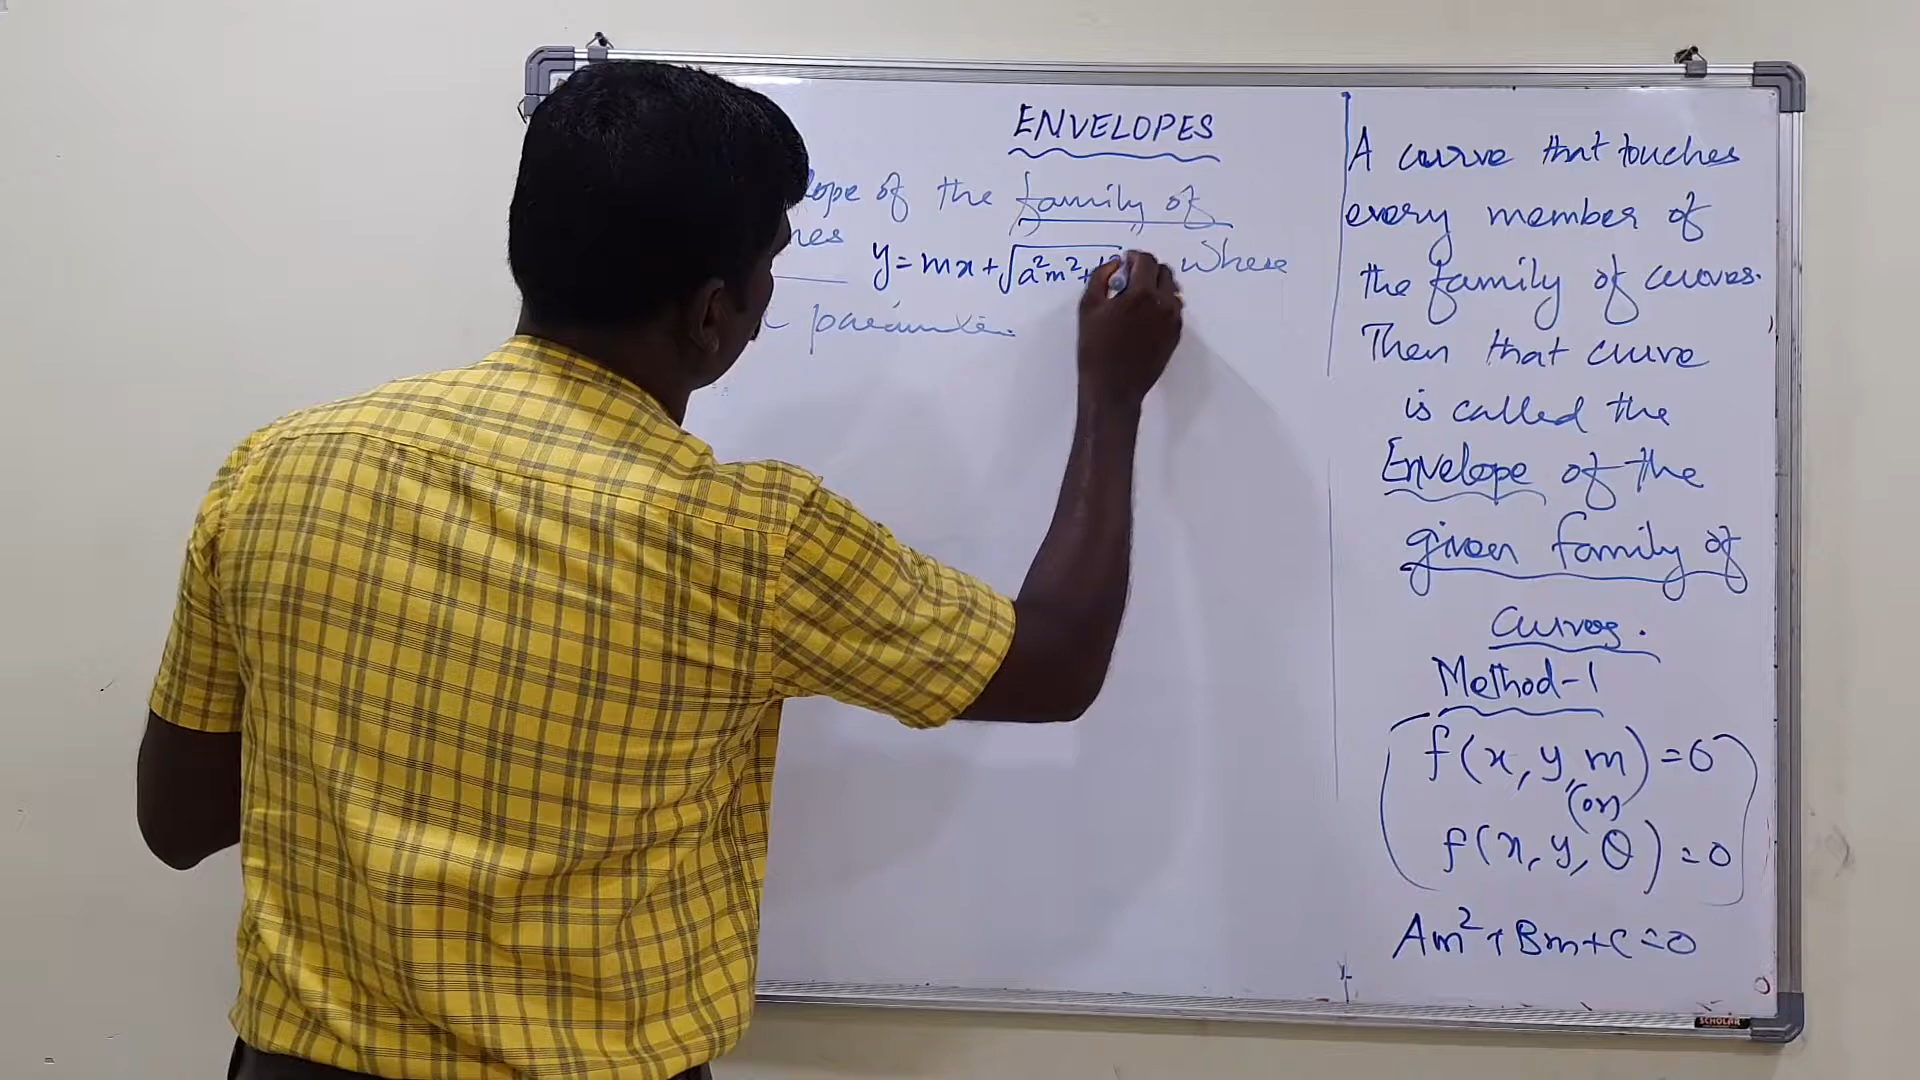 ENVELOPES
lope of the family of
nes y = mx + √a²m² + where
A curve that touches
every member of
the family of curves.
Then that curve
is called the
Envelope of the
given family of
Curves.
Method-1
f(x, y, m) = 0
(or)
f(x, y, θ) = 0
Am² + Bm + C = 0
SCHOLAR